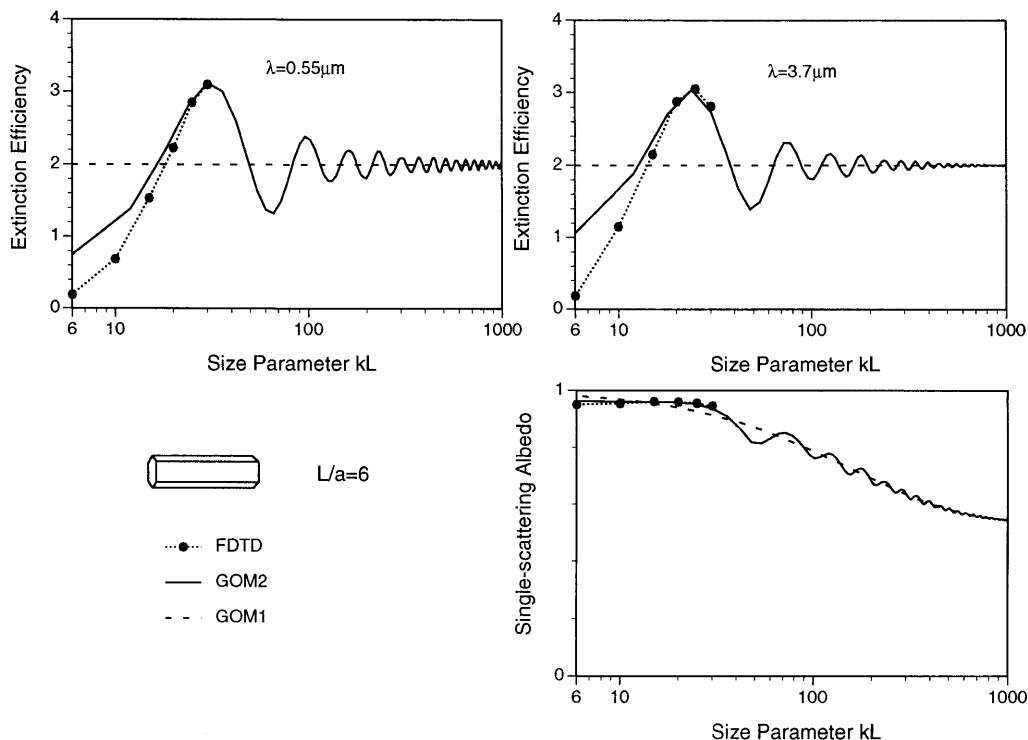 4
3
2
1
0
Extinction Efficiency
λ=0.55μm
6
10
100
1000
Size Parameter kL
4
3
2
1
0
Extinction Efficiency
λ=3.7μm
6
10
100
1000
Size Parameter kL
L/a=6
FDTD
GOM2
GOM1
1
0
Single-scattering Albedo
6
10
100
1000
Size Parameter kL